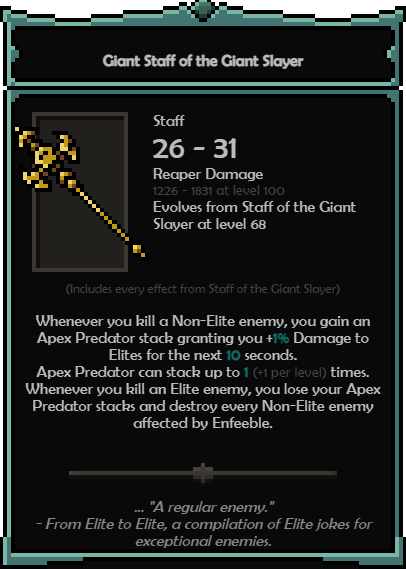 Giant Staff of the Giant Slayer
Staff
26 - 31
Reaper Damage
1226 - 1831 at level 100
Evolves from Staff of the Giant
Slayer at level 68
(Includes every effect from Staff of the Giant Slayer)
Whenever you kill a Non-Elite enemy, you gain an
Apex Predator stack granting you +1% Damage to
Elites for the next 10 seconds.
Apex Predator can stack up to 1 (+1 per level) times.
Whenever you kill an Elite enemy, you lose your Apex
Predator stacks and destroy every Non-Elite enemy
affected by Enfeeble.
... "A regular enemy."
- From Elite to Elite, a compilation of Elite jokes for
exceptional enemies.